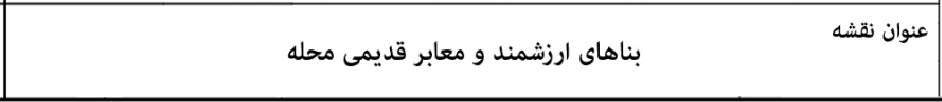 عنوان نقشه
بناهای ارزشمند و معابر قدیمی محله